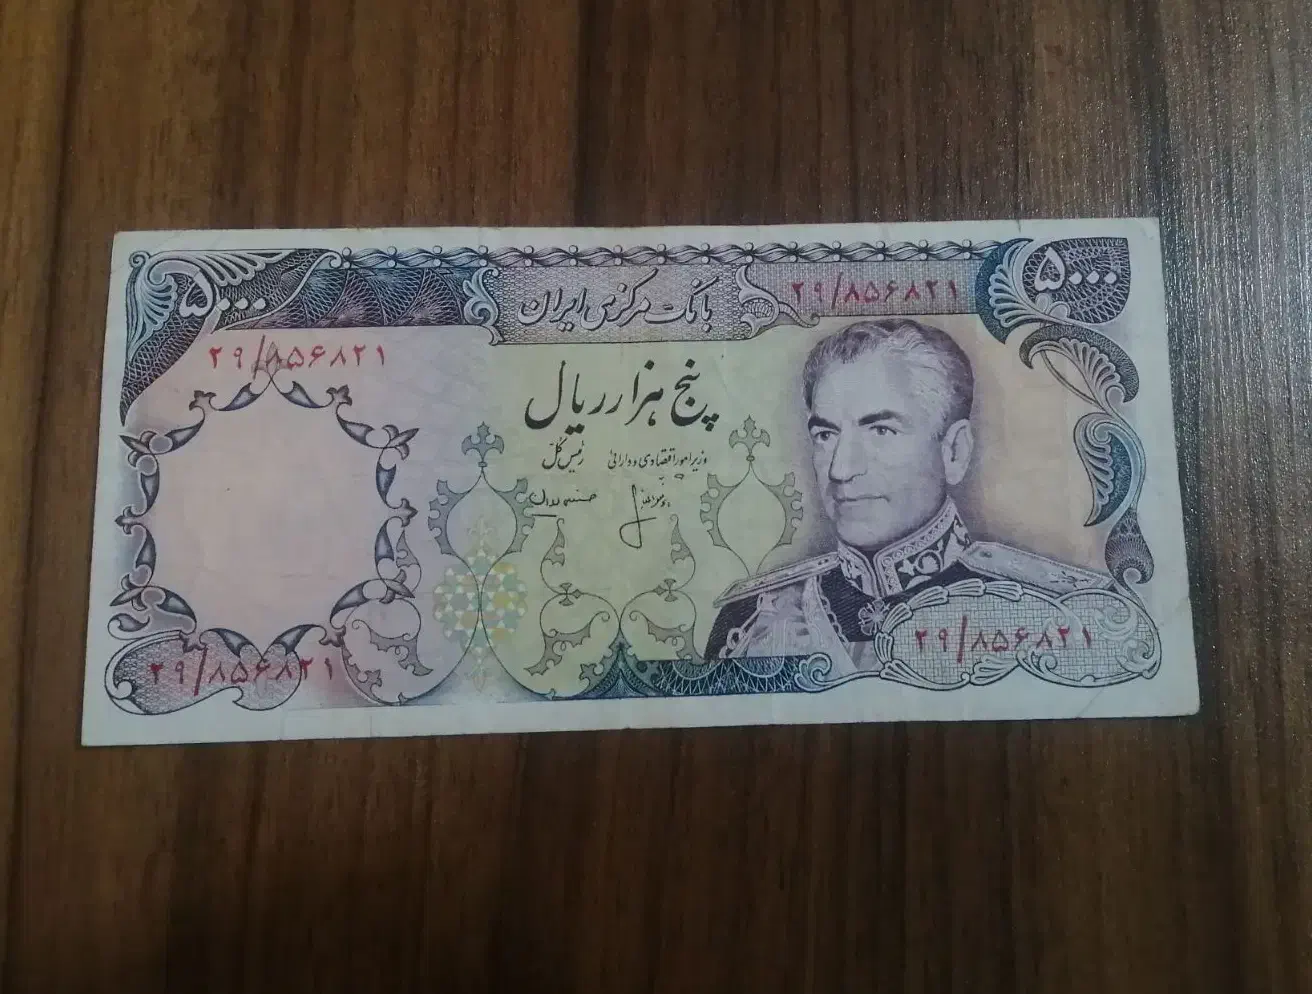 ۵۰۰۰
بانک مرکزی ایران
۲۹/۸۵۶۸۲۱
۵۰۰۰
۲۹/۸۵۶۸۲۱
پنج هزار ریال
وزیر امور اقتصادی و دارائی
رئیس کل
۲۹/۸۵۶۸۲۱
۲۹/۸۵۶۸۲۱